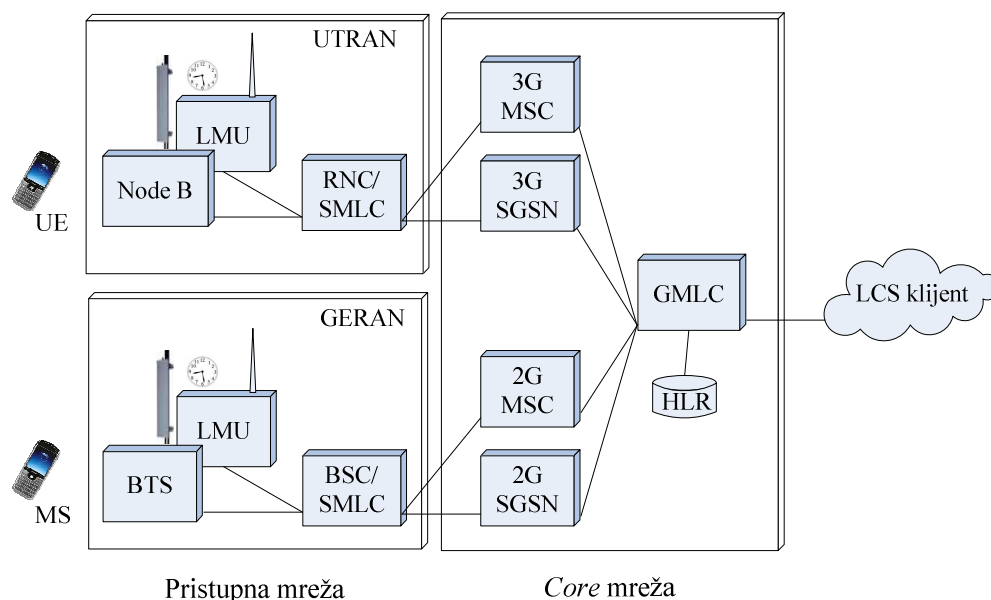 UTRAN
LMU
Node B
RNC/
SMLC
UE
3G
MSC
3G
SGSN
GERAN
LMU
BTS
BSC/
SMLC
MS
2G
MSC
2G
SGSN
GMLC
HLR
LCS klijent
Pristupna mreža
Core mreža